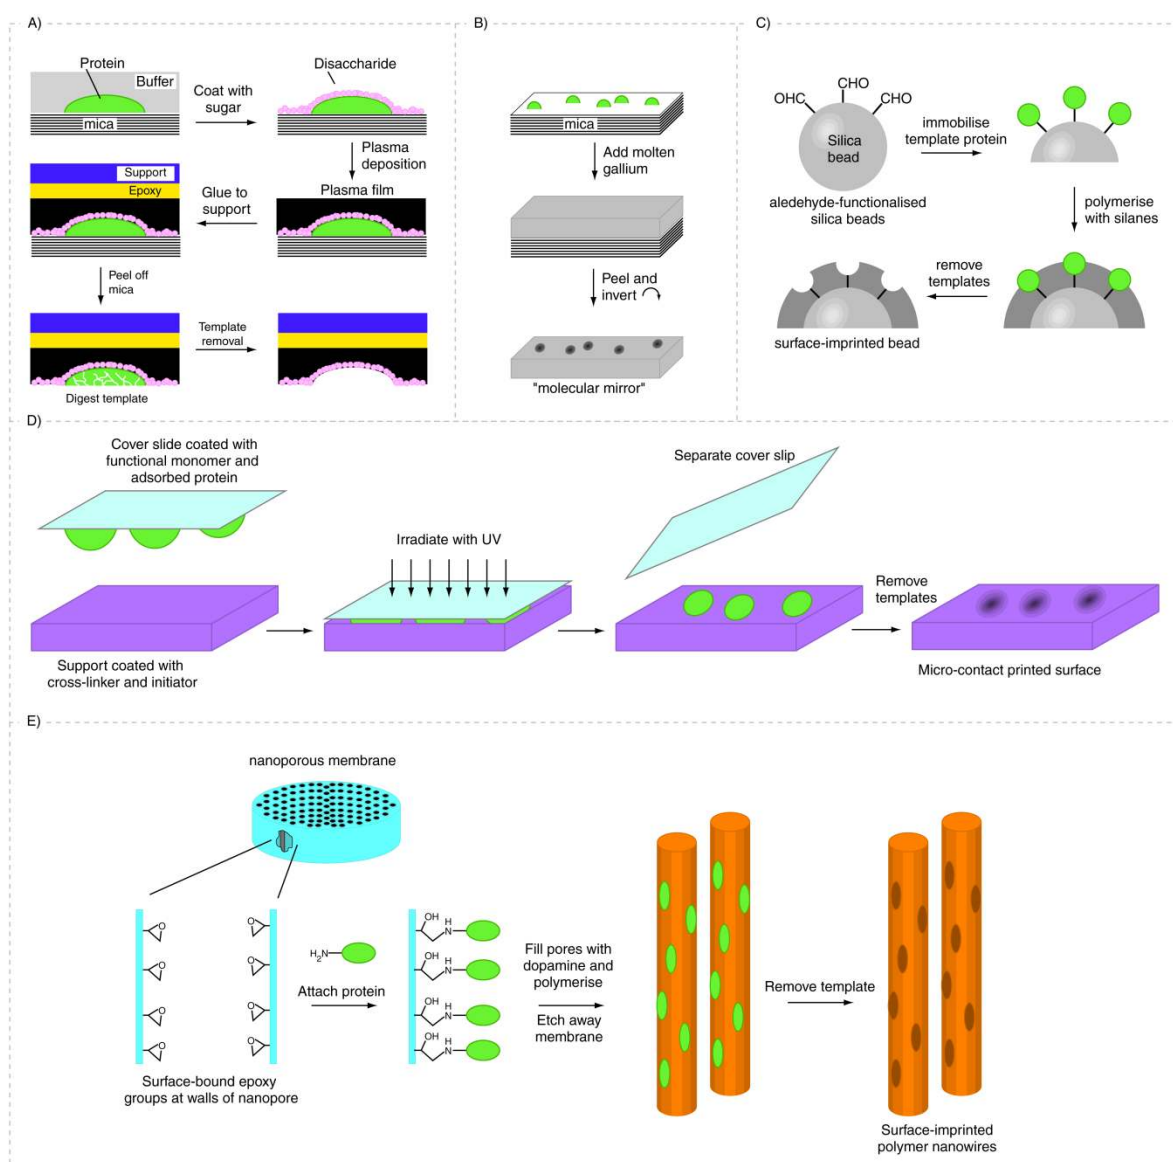 A)
Protein
Buffer
mica
Coat with
sugar
Disaccharide
Plasma
deposition
Plasma film
Support
Epoxy
Glue to
support
Peel off
mica
Template
removal
Digest template
B)
mica
Add molten
gallium
Peel and
invert
"molecular mirror"
C)
CHO
OHC
CHO
Silica
bead
aledehyde-functionalised
silica beads
immobilise
template protein
polymerise
with silanes
remove
templates
surface-imprinted bead
D)
Cover slide coated with
functional monomer and
adsorbed protein
Support coated with
cross-linker and initiator
Irradiate with UV
Separate cover slip
Remove
templates
Micro-contact printed surface
E)
nanoporous membrane
O
O
O
O
O
O
O
O
Surface-bound epoxy
groups at walls of nanopore
H2N
Attach protein
OH
H
N
OH
H
N
OH
H
N
OH
H
N
Fill pores with
dopamine and
polymerise
Etch away
membrane
Remove template
Surface-imprinted
polymer nanowires